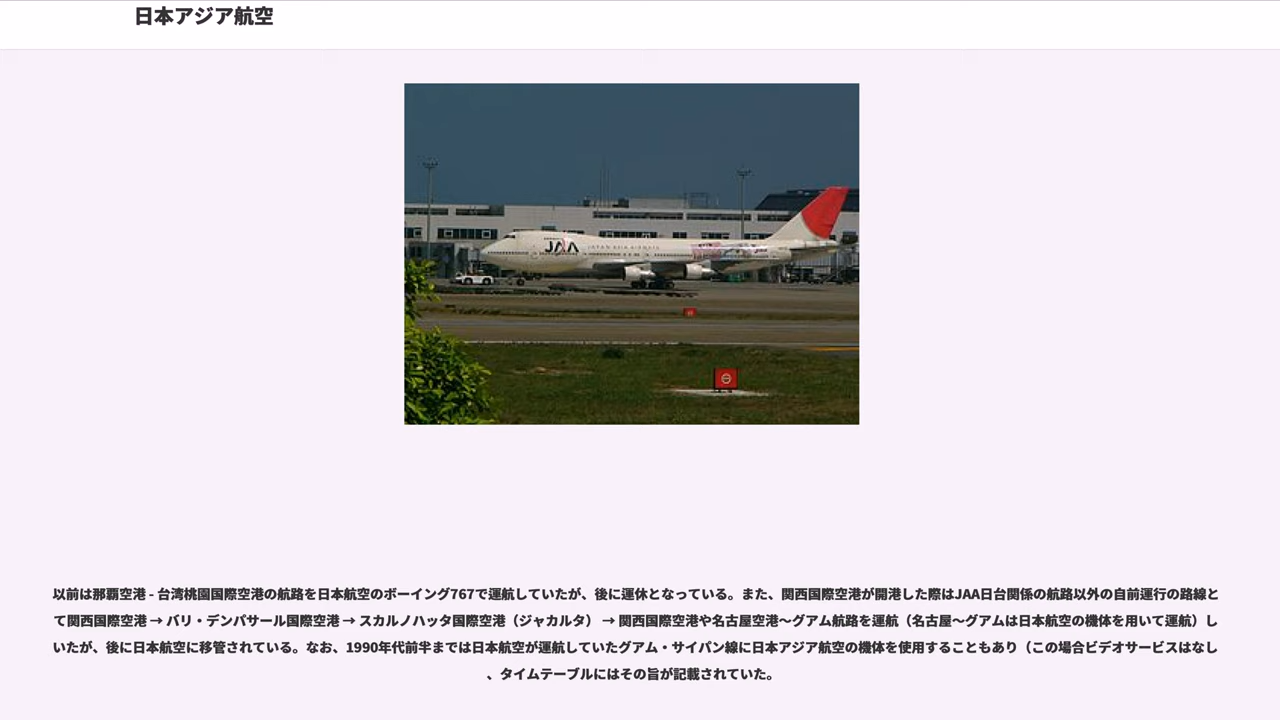 日本アジア航空
JAA JAPAN ASIA AIRWAYS
以前は那覇空港 - 台湾桃園国際空港の航路を日本航空のボーイング767で運航していたが、後に運休となっている。また、関西国際空港が開港した際はJAA日台関係の航路以外の自前運行の路線と
て関西国際空港 → バリ・デンパサール国際空港 → スカルノハッタ国際空港（ジャカルタ） → 関西国際空港や名古屋空港〜グアム航路を運航（名古屋〜グアムは日本航空の機体を用いて運航）し
いたが、後に日本航空に移管されている。なお、1990年代前半までは日本航空が運航していたグアム・サイパン線に日本アジア航空の機体を使用することもあり（この場合ビデオサービスはなし
、タイムテーブルにはその旨が記載されていた。